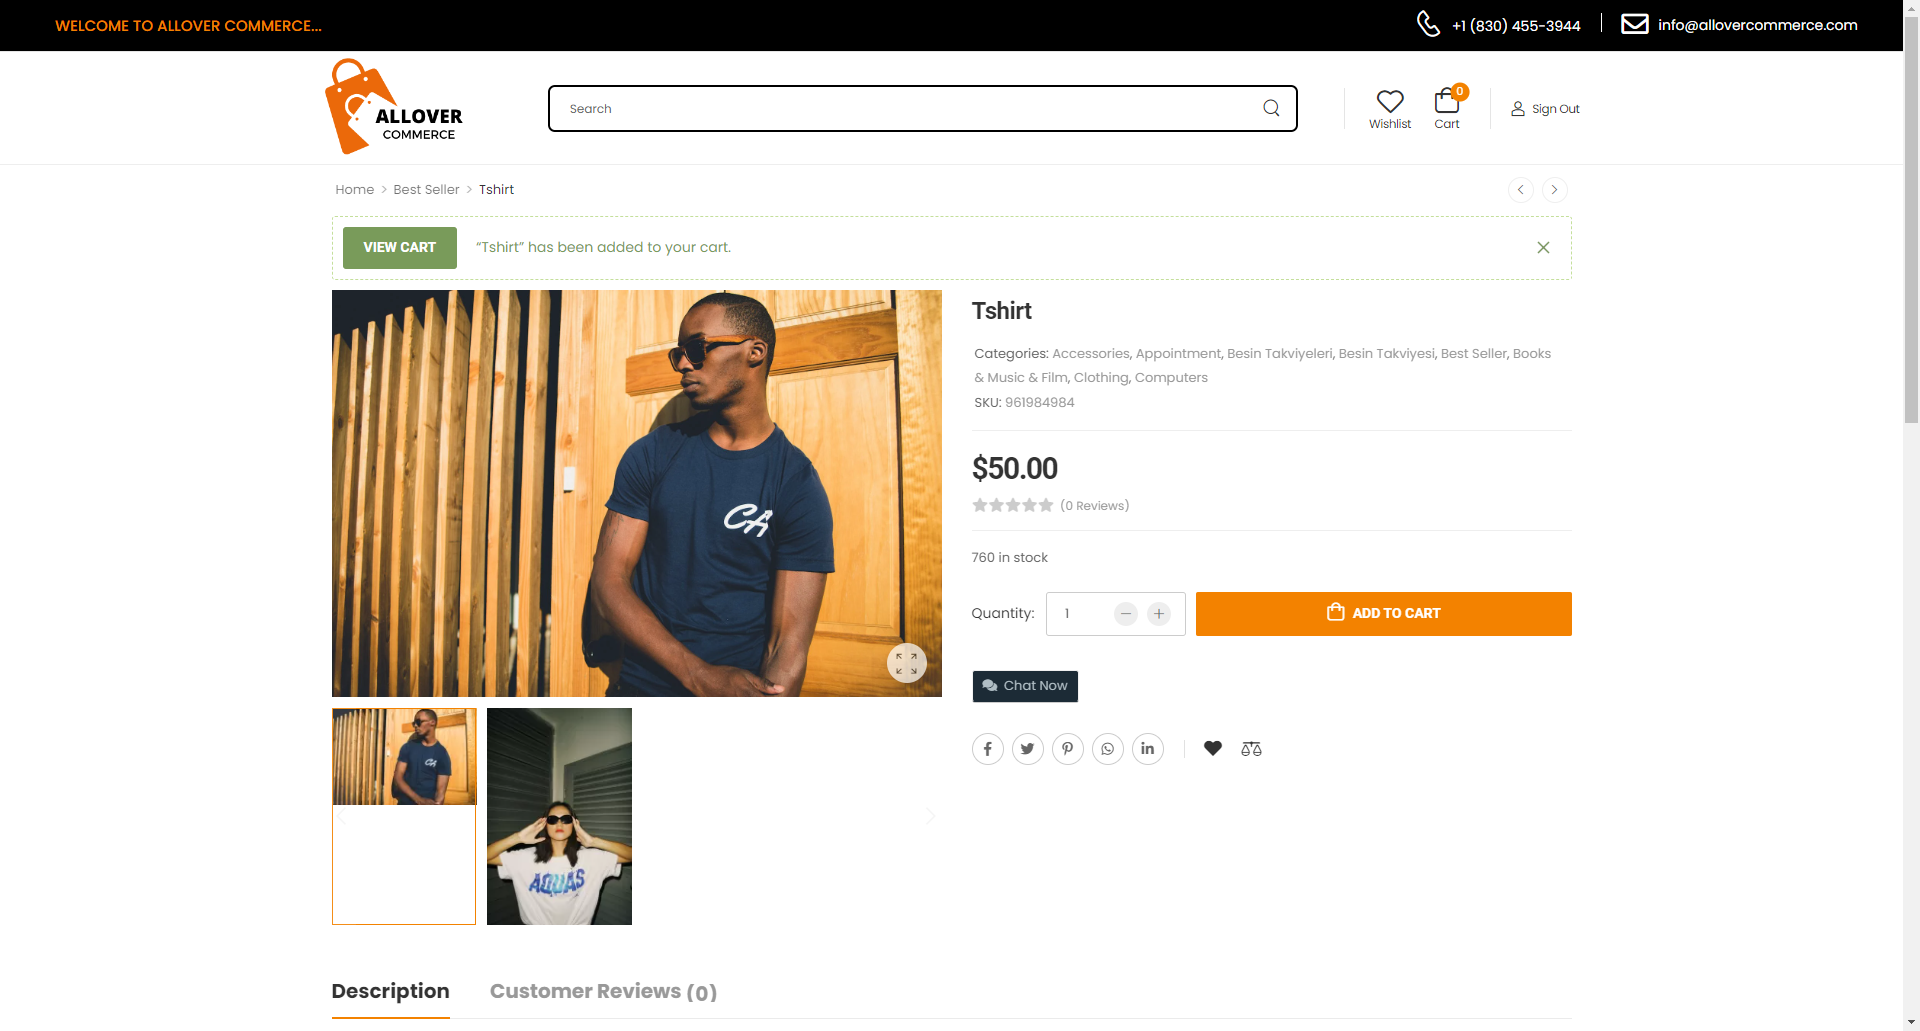 WELCOME TO ALLOVER COMMERCE...
+1 (830) 455-3944
info@allovercommerce.com
ALLOVER
COMMERCE
Search
Wishlist
0
Cart
Sign Out
Home > Best Seller > Tshirt
VIEW CART
“Tshirt” has been added to your cart.
CA
Tshirt
Categories: Accessories, Appointment, Besin Takviyeleri, Besin Takviyesi, Best Seller, Books
& Music & Film, Clothing, Computers
SKU: 961984984
$50.00
(0 Reviews)
760 in stock
Quantity: 1
ADD TO CART
Chat Now
CA
AQUAS
Description
Customer Reviews (0)